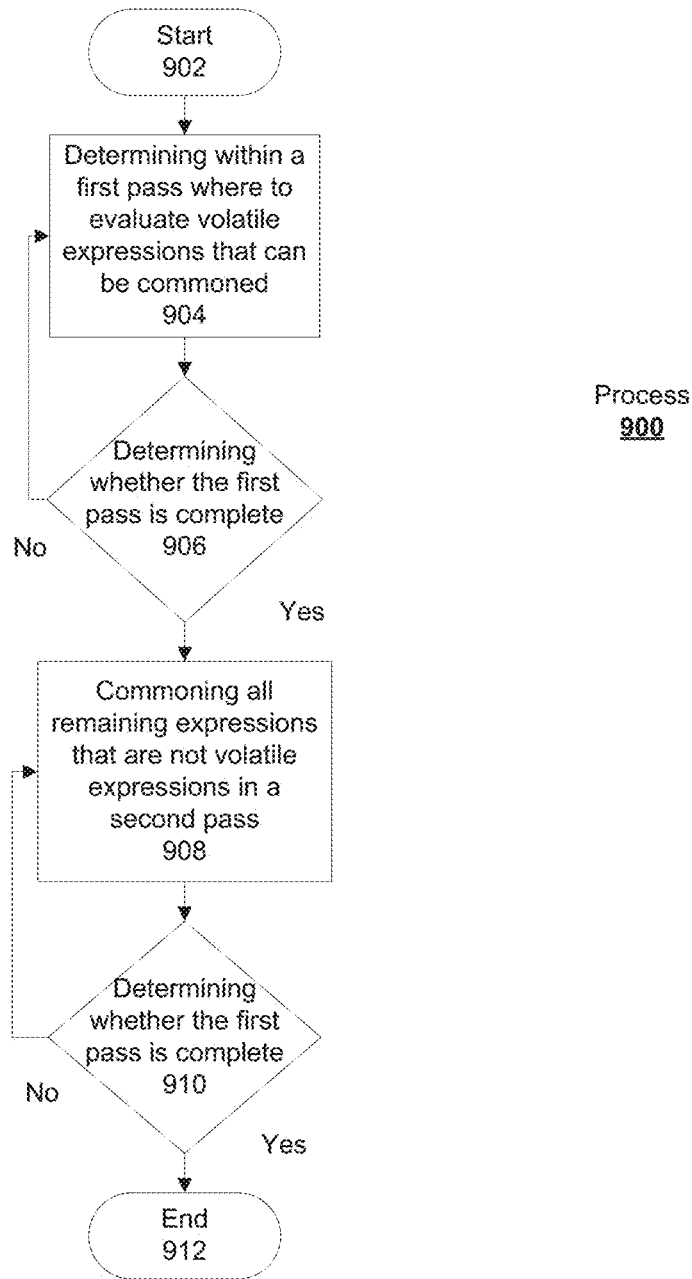 Start
902
Determining within a
first pass where to
evaluate volatile
expressions that can
be commoned
904
Process
900
Determining
whether the first
pass is complete
906
No
Yes
Commoning all
remaining expressions
that are not volatile
expressions in a
second pass
908
Determining
whether the first
pass is complete
910
No
Yes
End
912